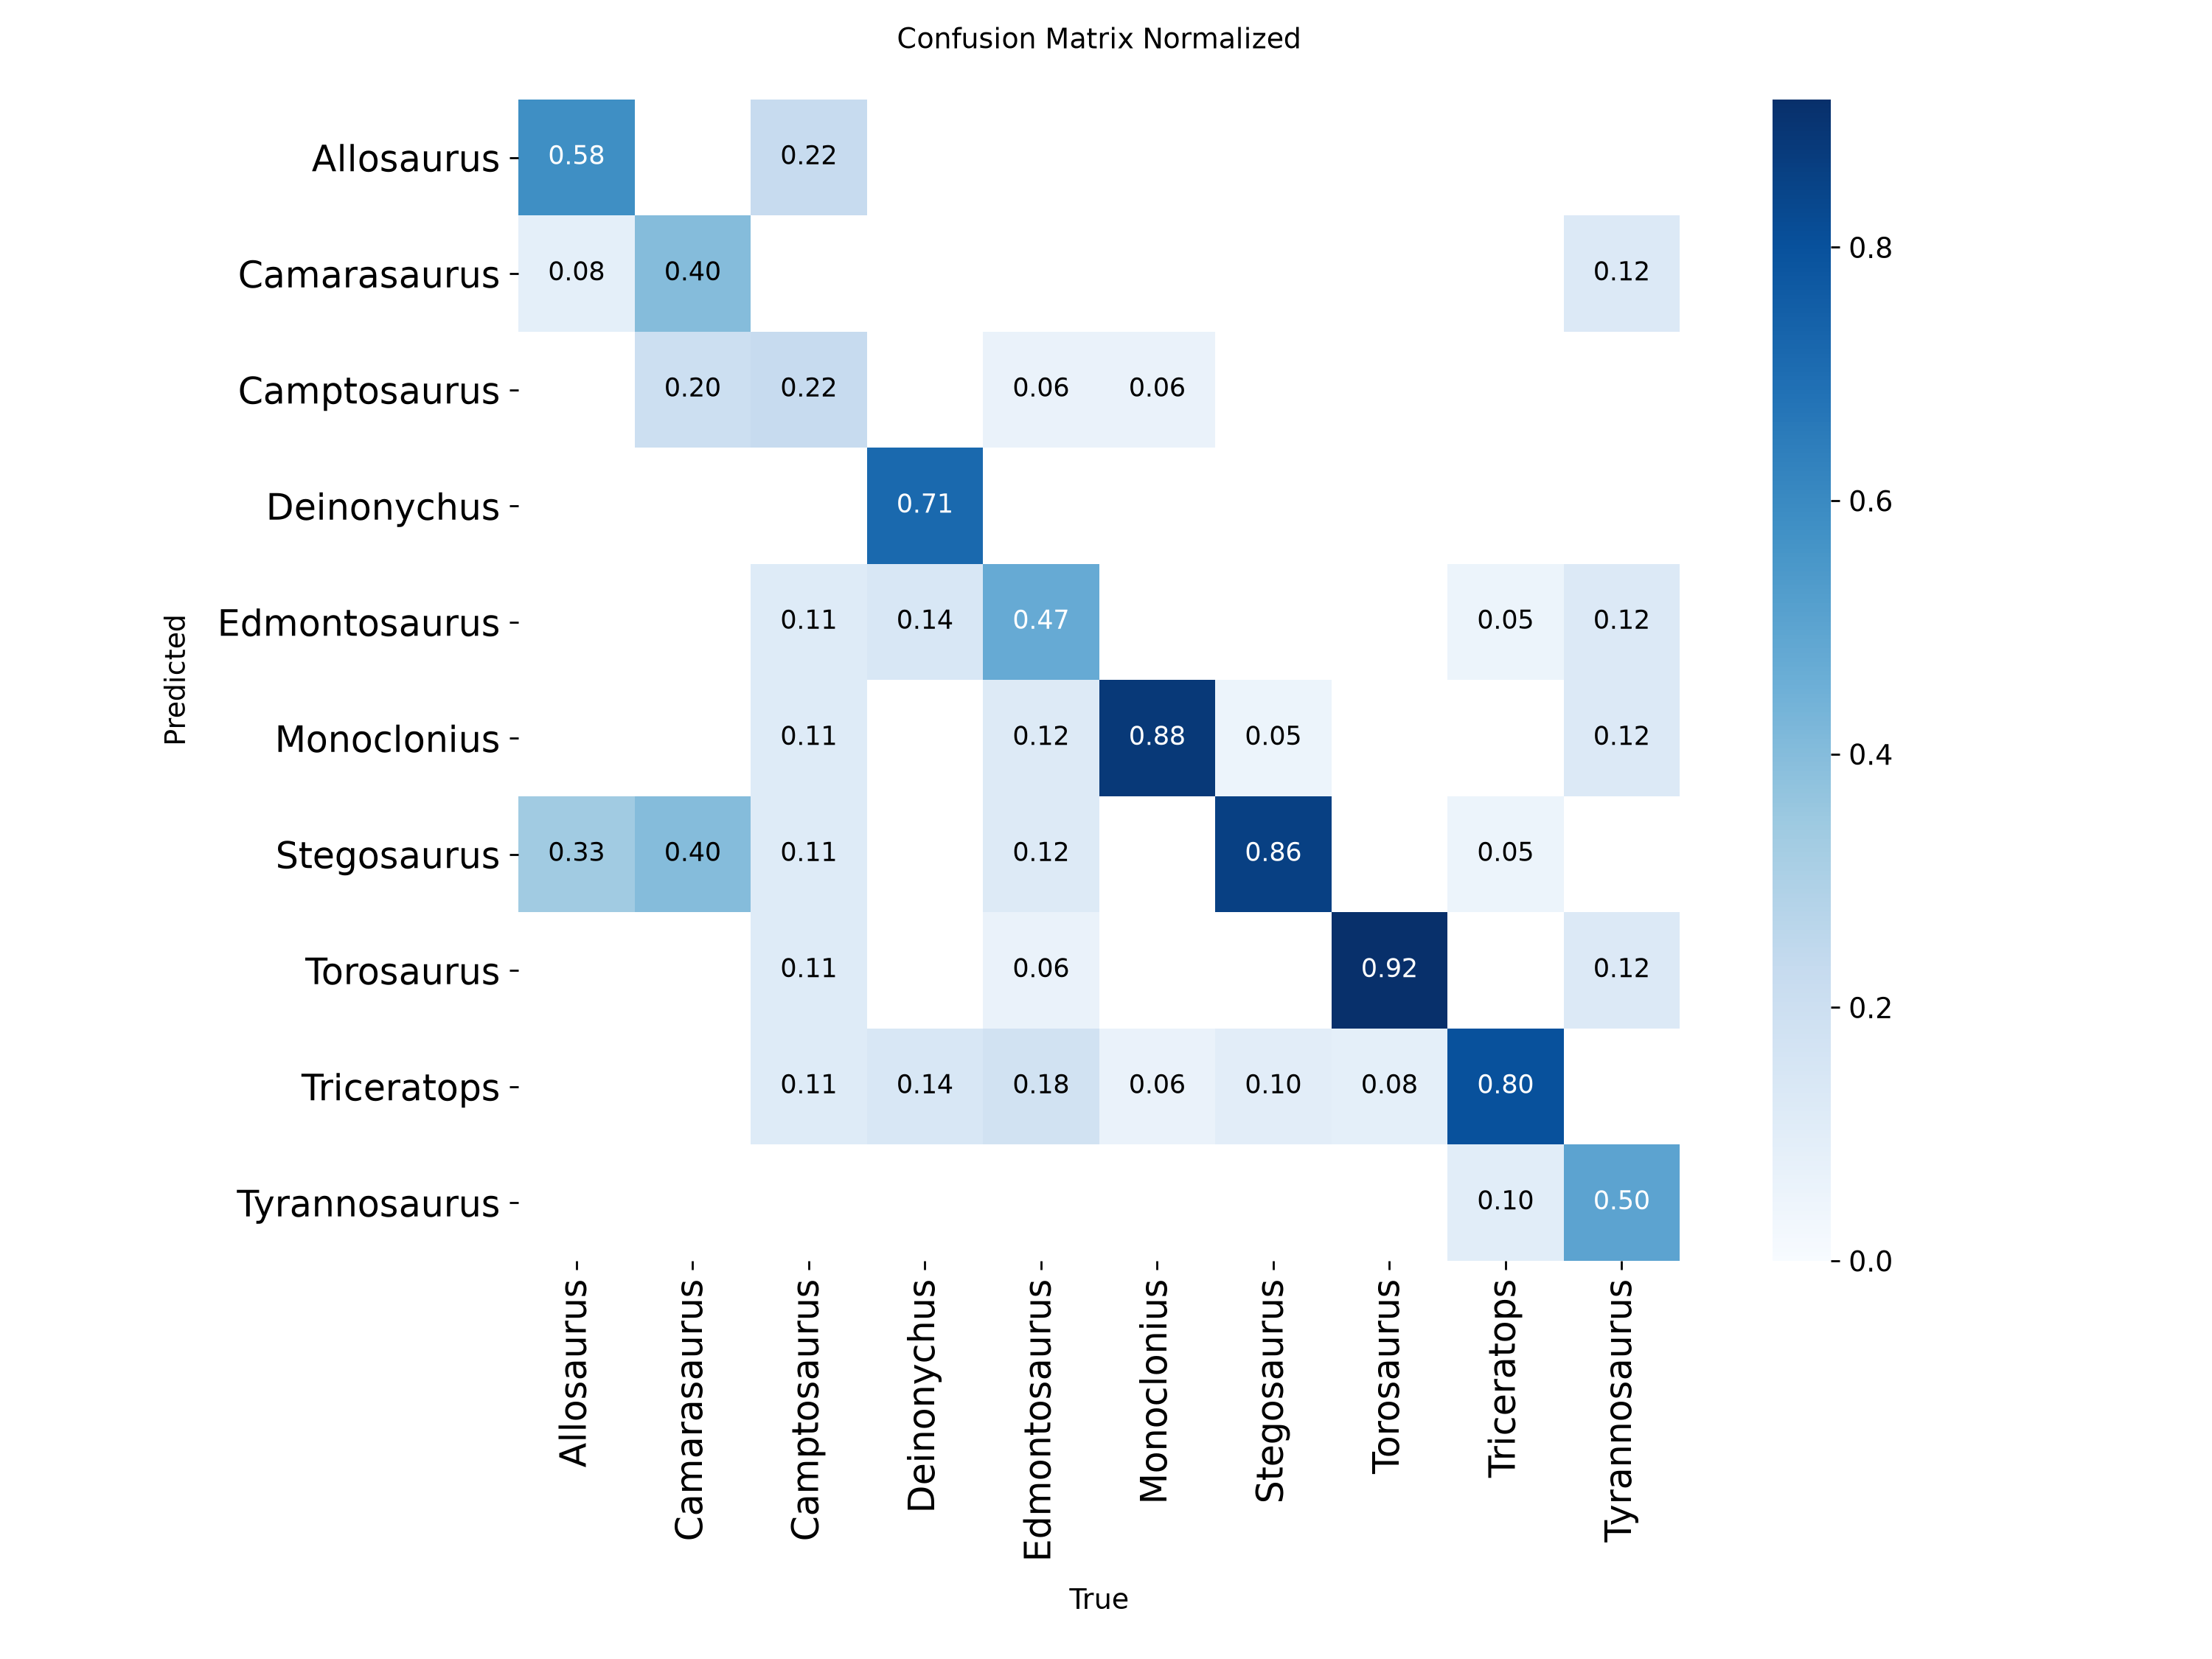 Confusion Matrix Normalized
Allosaurus 0.58 0.22
Camarasaurus 0.08 0.40 0.12
Camptosaurus 0.20 0.22 0.06 0.06
Deinonychus 0.71
Edmontosaurus 0.11 0.14 0.47 0.05 0.12
Monoclonius 0.11 0.12 0.88 0.05 0.12
Stegosaurus 0.33 0.40 0.11 0.12 0.86 0.05
Torosaurus 0.11 0.06 0.92 0.12
Triceratops 0.11 0.14 0.18 0.06 0.10 0.08 0.80
Tyrannosaurus 0.10 0.50
Predicted
Allosaurus
Camarasaurus
Camptosaurus
Deinonychus
Edmontosaurus
Monoclonius
Stegosaurus
Torosaurus
Triceratops
Tyrannosaurus
True
0.8
0.6
0.4
0.2
0.0